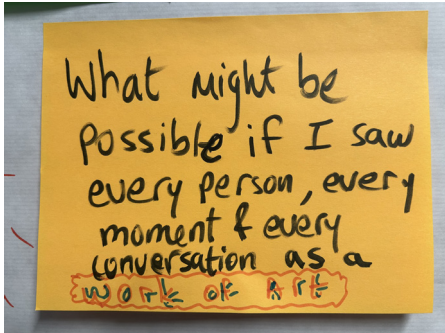 What might be
possible if I saw
every person, every
moment & every
conversation as a
work of Art